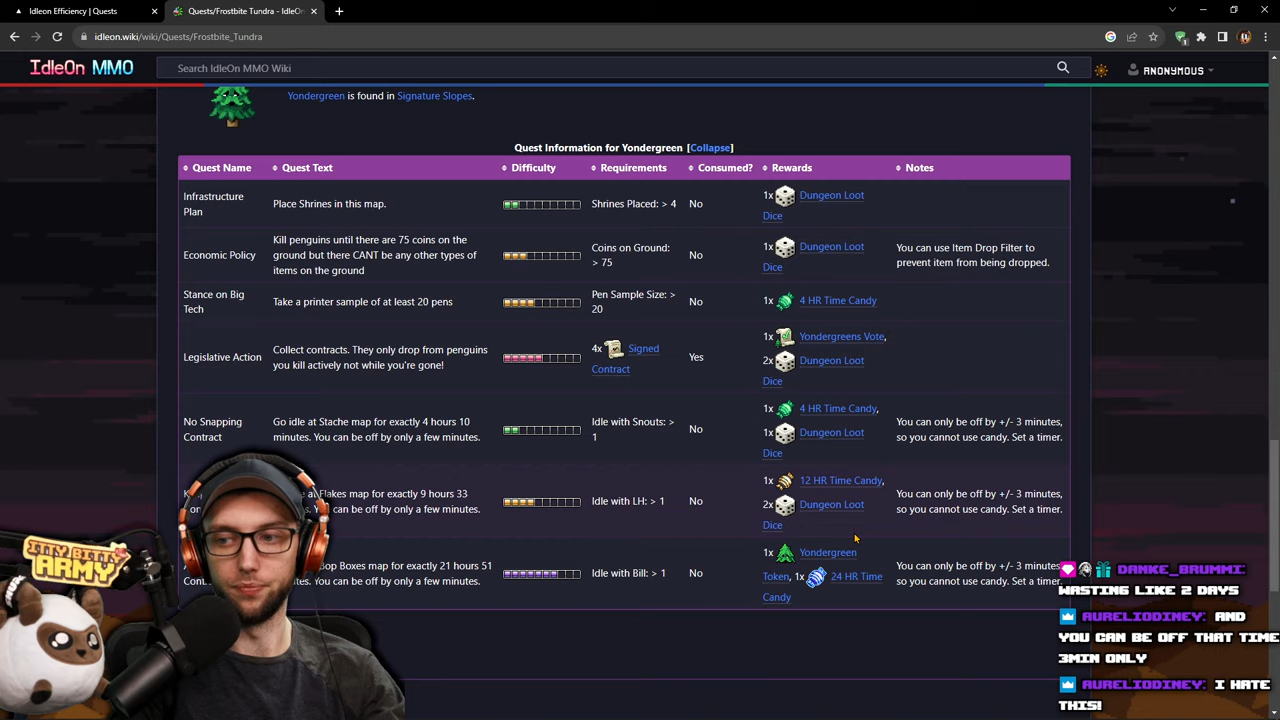 Idleon Efficiency | Quests
Quests/Frostbite Tundra - IdleOn
idleon.wiki/wiki/Quests/Frostbite_Tundra
IdleOn MMO
Search IdleOn MMO Wiki
ANONYMOUS
Yondergreen is found in Signature Slopes.
Quest Information for Yondergreen [Collapse]
Quest Name Quest Text Difficulty Requirements Consumed? Rewards Notes
Infrastructure
Plan
Place Shrines in this map.
Shrines Placed: > 4
No
1x Dungeon Loot
Dice
Economic Policy
Kill penguins until there are 75 coins on the
ground but there CANT be any other types of
items on the ground
Coins on Ground:
> 75
No
1x Dungeon Loot
Dice
You can use Item Drop Filter to
prevent item from being dropped.
Stance on Big
Tech
Take a printer sample of at least 20 pens
Pen Sample Size: >
20
No
1x 4 HR Time Candy
Legislative Action
Collect contracts. They only drop from penguins
you kill actively not while you're gone!
4x Signed
Contract
Yes
1x Yondergreens Vote,
2x Dungeon Loot
Dice
No Snapping
Contract
Go idle at Stache map for exactly 4 hours 10
minutes. You can be off by only a few minutes.
Idle with Snouts: >
1
No
1x 4 HR Time Candy,
1x Dungeon Loot
Dice
You can only be off by +/- 3 minutes,
so you cannot use candy. Set a timer.
at Flakes map for exactly 9 hours 33
s. You can be off by only a few minutes.
Idle with LH: > 1
No
1x 12 HR Time Candy,
2x Dungeon Loot
Dice
You can only be off by +/- 3 minutes,
so you cannot use candy. Set a timer.
Bop Boxes map for exactly 21 hours 51
. You can be off by only a few minutes.
Idle with Bill: > 1
No
1x Yondergreen
Token, 1x 24 HR Time
Candy
You can only be off by +/- 3 minutes,
so you cannot use candy. Set a timer.
ITTY BITTY
ARMY
DANKE_BRUMMI:
WASTING LIKE 2 DAYS
AURELIODINEY: AND
YOU CAN BE OFF THAT TIME
3MIN ONLY
AURELIODINEY: I HATE
THIS!